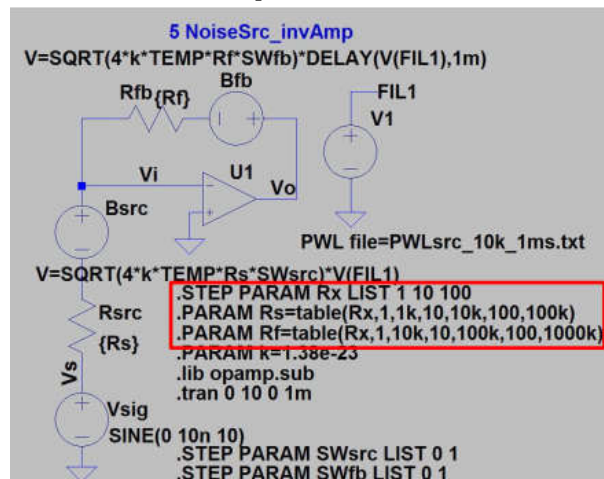 5 NoiseSrc_invAmp
V=SQRT(4*k*TEMP*Rf*SWfb)*DELAY(V(FIL1),1m)
Rfb
{Rf}
Bfb
FIL1
V1
Vi
U1
Vo
Bsrc
PWL file=PWLsrc_10k_1ms.txt
V=SQRT(4*k*TEMP*Rs*SWsrc)*V(FIL1)
.STEP PARAM Rx LIST 1 10 100
.PARAM Rs=table(Rx,1,1k,10,10k,100,100k)
.PARAM Rf=table(Rx,1,10k,10,100k,100,1000k)
.PARAM k=1.38e-23
.lib opamp.sub
.tran 0 10 0 1m
Rsrc
{Rs}
Vs
Vsig
SINE(0 10n 10)
.STEP PARAM SWsrc LIST 0 1
.STEP PARAM SWfb LIST 0 1